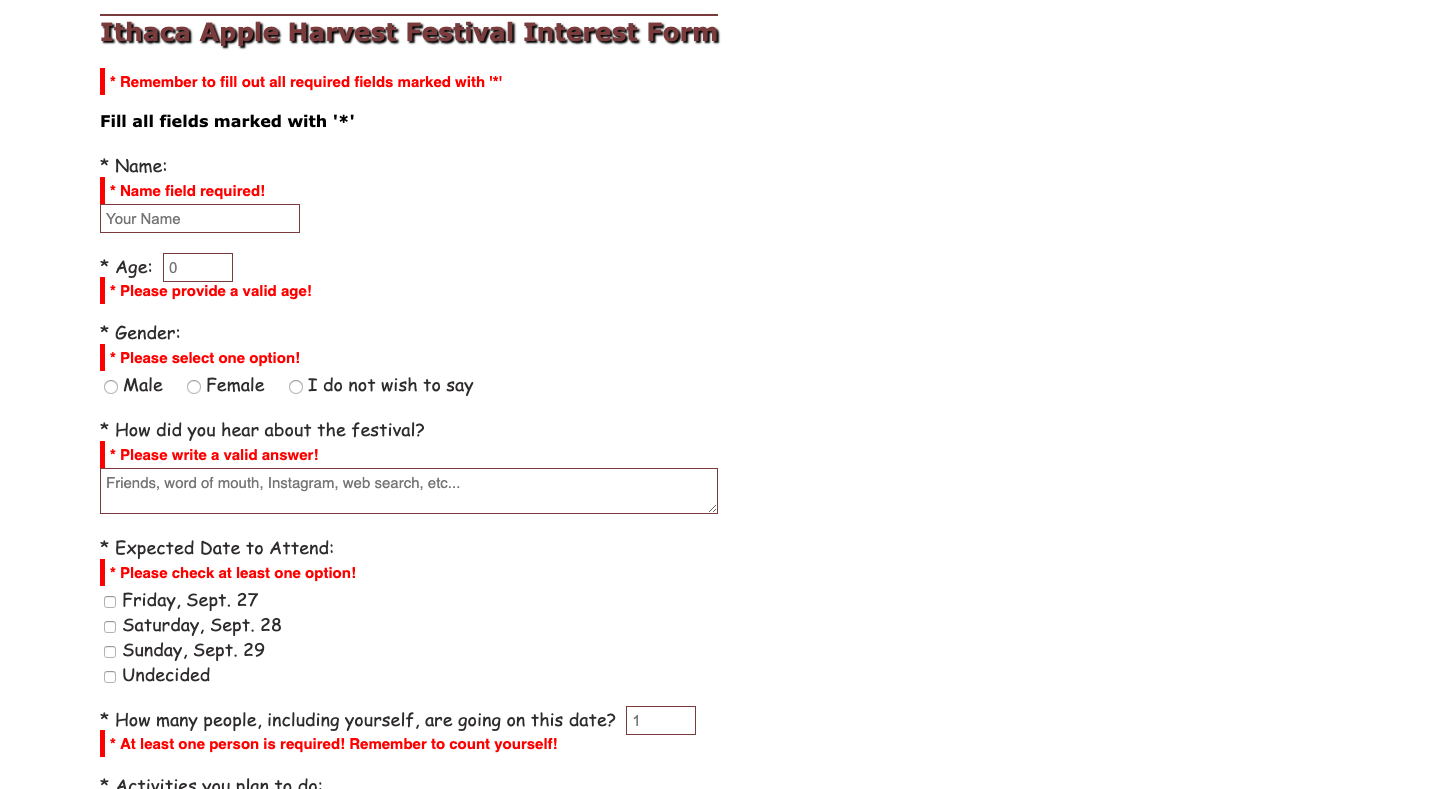 Ithaca Apple Harvest Festival Interest Form
* Remember to fill out all required fields marked with '*'
Fill all fields marked with '*'
* Name:
* Name field required!
Your Name
* Age: 0
* Please provide a valid age!
* Gender:
* Please select one option!
Male Female I do not wish to say
* How did you hear about the festival?
* Please write a valid answer!
Friends, word of mouth, Instagram, web search, etc...
* Expected Date to Attend:
* Please check at least one option!
Friday, Sept. 27
Saturday, Sept. 28
Sunday, Sept. 29
Undecided
* How many people, including yourself, are going on this date? 1
* At least one person is required! Remember to count yourself!
* Activities you plan to do: